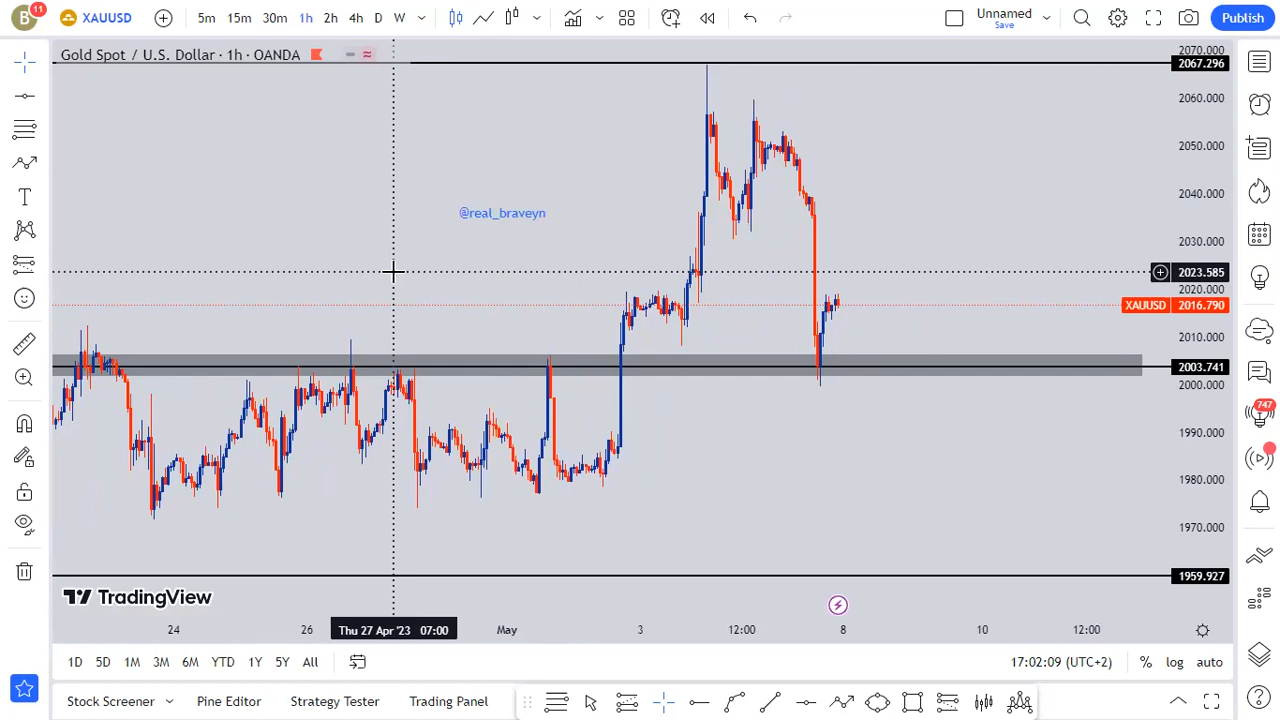 B 11 XAUUSD 5m 15m 30m 1h 2h 4h D W Unnamed Save Publish
Gold Spot / U.S. Dollar · 1h · OANDA
2070.000
2067.296
2060.000
2050.000
2040.000
@real_braveyn
2030.000
2023.585
2020.000
XAUUSD 2016.790
2010.000
2003.741
2000.000
747
1990.000
1980.000
1970.000
1959.927
TradingView
24 26 Thu 27 Apr '23 07:00 May 3 12:00 8 10 12:00
1D 5D 1M 3M 6M YTD 1Y 5Y All 17:02:09 (UTC+2) % log auto
Stock Screener Pine Editor Strategy Tester Trading Panel